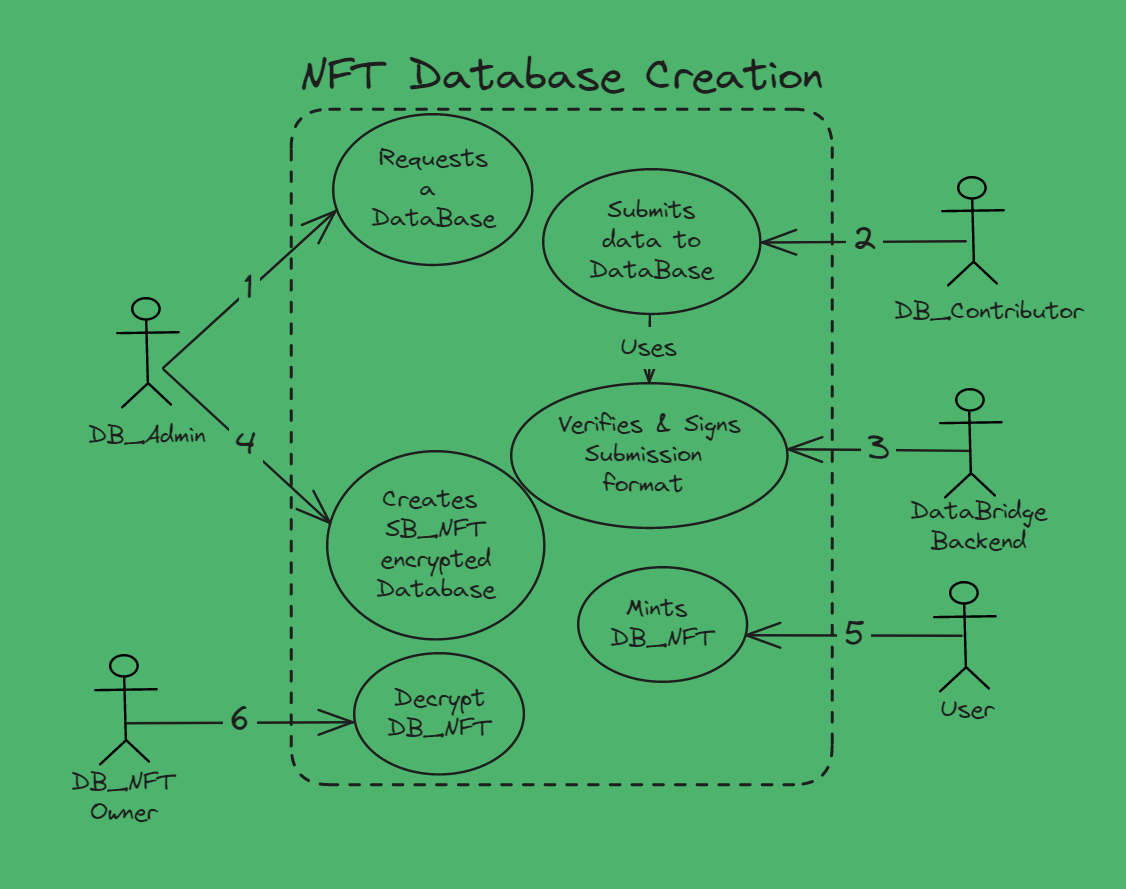 NFT Database Creation
Requests
a
DataBase
Submits
data to
DataBase
2
DB_Contributor
1
Uses
DB_Admin
4
Verifies & Signs
Submission
format
3
DataBridge
Backend
Creates
SB_NFT
encrypted
Database
Mints
DB_NFT
5
User
Decrypt
DB_NFT
6
DB_NFT
Owner